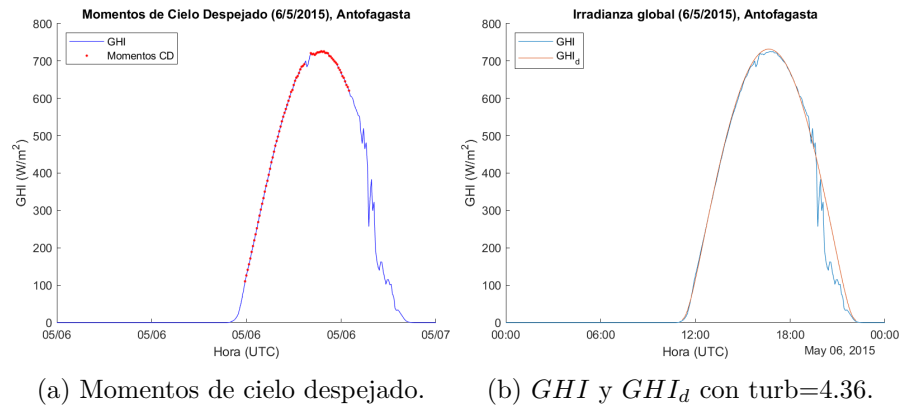 Momentos de Cielo Despejado (6/5/2015), Antofagasta
GHI
Momentos CD
800
700
600
500
400
300
200
100
0
GHI (W/m²)
05/06
05/06
05/06
05/06
05/07
Hora (UTC)
(a) Momentos de cielo despejado.
Irradianza global (6/5/2015), Antofagasta
GHI
GHI_d
800
700
600
500
400
300
200
100
0
GHI (W/m²)
00:00
06:00
12:00
18:00
00:00
Hora (UTC)
May 06, 2015
(b) GHI y GHI_d con turb=4.36.